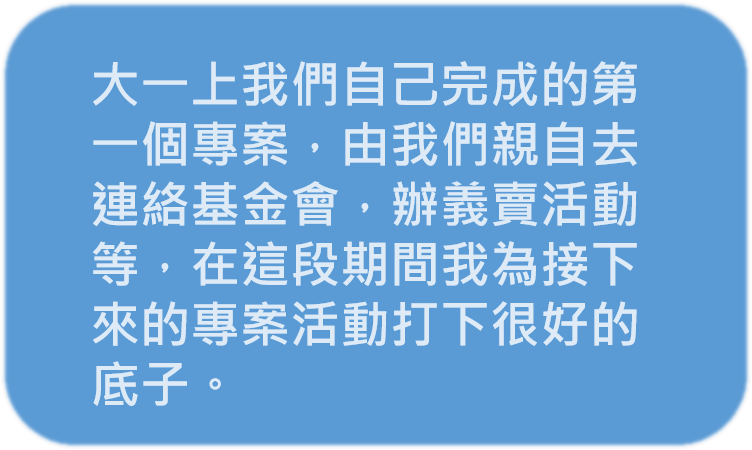 大一上我們自己完成的第
一個專案，由我們親自去
連絡基金會，辦義賣活動
等，在這段期間我為接下
來的專案活動打下很好的
底子。